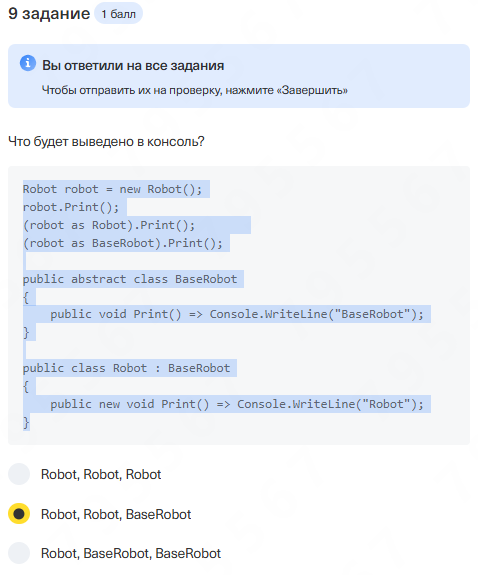 9 задание 1 балл
Вы ответили на все задания
Чтобы отправить их на проверку, нажмите «Завершить»
Что будет выведено в консоль?
Robot robot = new Robot();
robot.Print();
(robot as Robot).Print();
(robot as BaseRobot).Print();
public abstract class BaseRobot
{
    public void Print() => Console.WriteLine("BaseRobot");
}
public class Robot : BaseRobot
{
    public new void Print() => Console.WriteLine("Robot");
}
Robot, Robot, Robot
Robot, Robot, BaseRobot
Robot, BaseRobot, BaseRobot